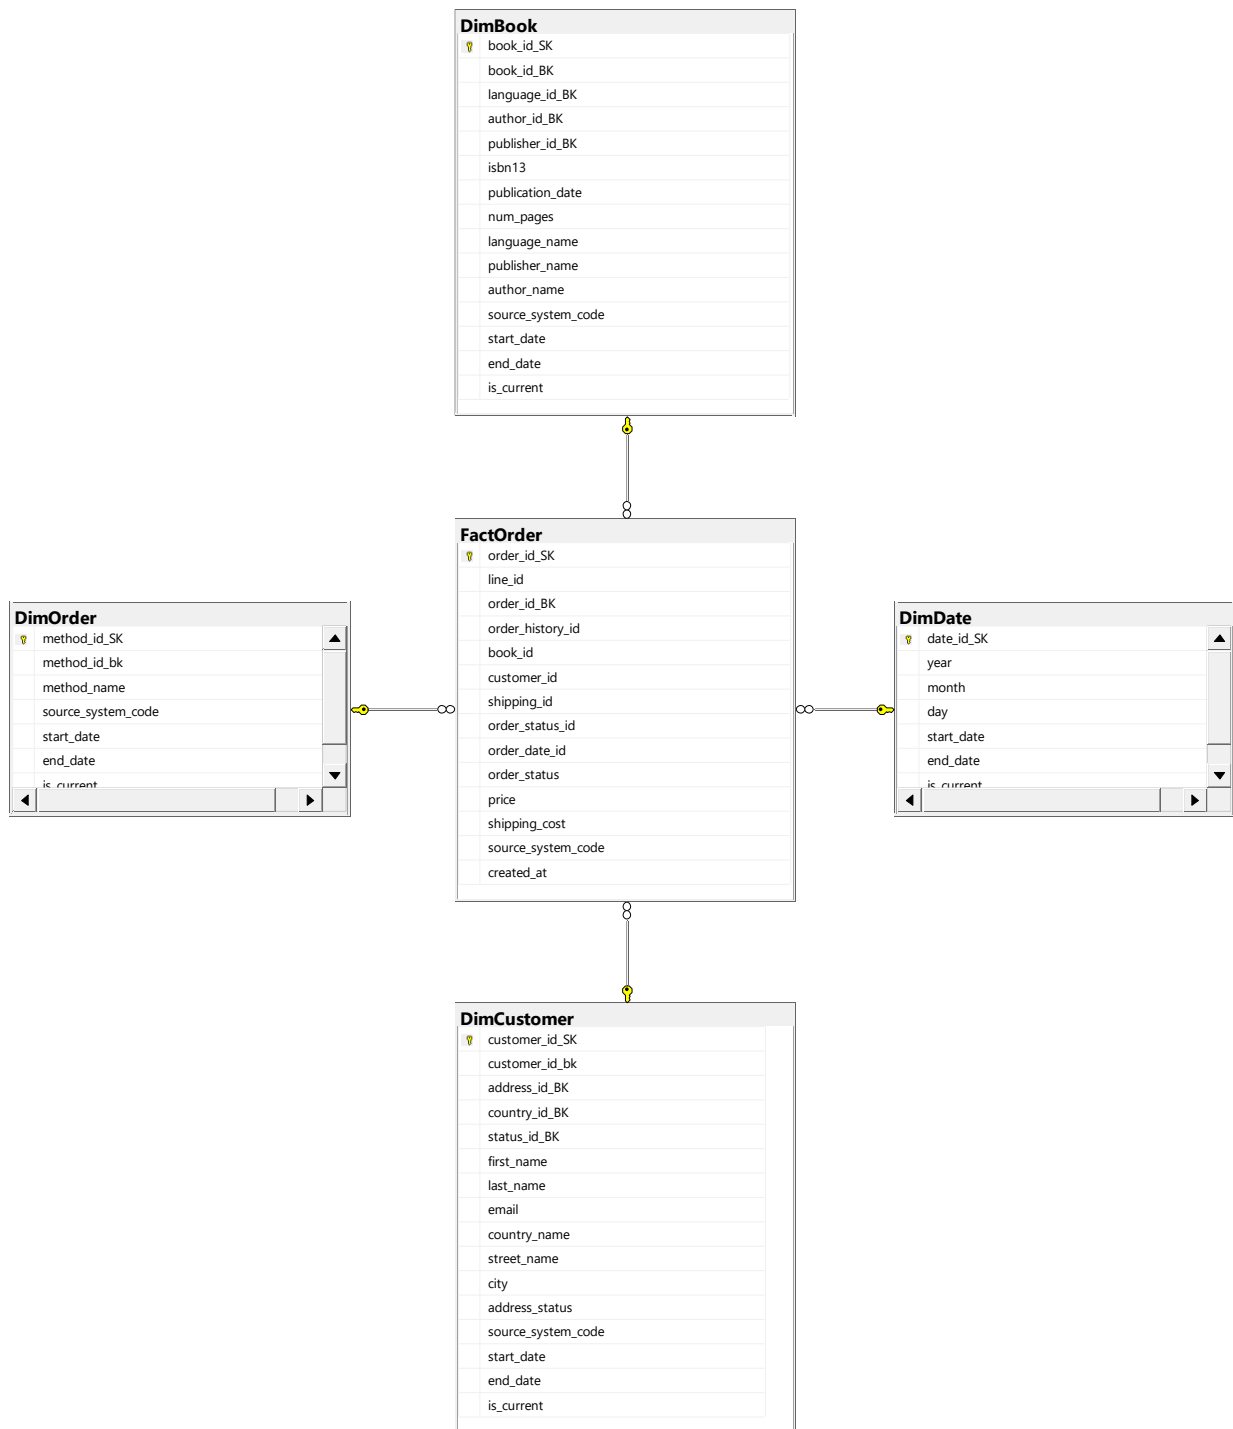 DimBook
book_id_SK
book_id_BK
language_id_BK
author_id_BK
publisher_id_BK
isbn13
publication_date
num_pages
language_name
publisher_name
author_name
source_system_code
start_date
end_date
is_current
FactOrder
order_id_SK
line_id
order_id_BK
order_history_id
book_id
customer_id
shipping_id
order_status_id
order_date_id
order_status
price
shipping_cost
source_system_code
created_at
DimOrder
method_id_SK
method_id_bk
method_name
source_system_code
start_date
end_date
is_current
DimDate
date_id_SK
year
month
day
start_date
end_date
is_current
DimCustomer
customer_id_SK
customer_id_bk
address_id_BK
country_id_BK
status_id_BK
first_name
last_name
email
country_name
street_name
city
address_status
source_system_code
start_date
end_date
is_current